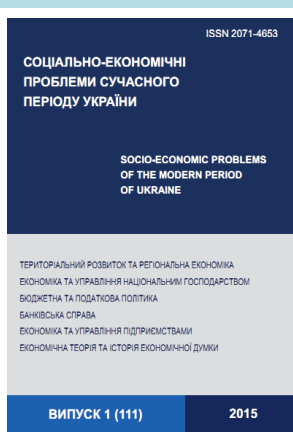 ISSN 2071-4653
СОЦІАЛЬНО-ЕКОНОМІЧНІ
ПРОБЛЕМИ СУЧАСНОГО
ПЕРІОДУ УКРАЇНИ
SOCIO-ECONOMIC PROBLEMS
OF THE MODERN PERIOD
OF UKRAINE
ТЕРИТОРІАЛЬНИЙ РОЗВИТОК ТА РЕГІОНАЛЬНА ЕКОНОМІКА
ЕКОНОМІКА ТА УПРАВЛІННЯ НАЦІОНАЛЬНИМ ГОСПОДАРСТВОМ
БЮДЖЕТНА ТА ПОДАТКОВА ПОЛІТИКА
БАНКІВСЬКА СПРАВА
ЕКОНОМІКА ТА УПРАВЛІННЯ ПІДПРИЄМСТВАМИ
ЕКОНОМІЧНА ТЕОРІЯ ТА ІСТОРІЯ ЕКОНОМІЧНОЇ ДУМКИ
ВИПУСК 1 (111)
2015